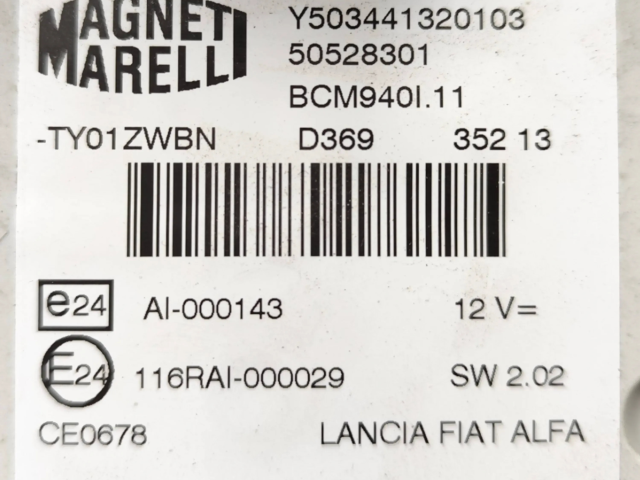 MAGNETI
MARELLI
Y503441320103
50528301
BCM940I.11
-TY01ZWBN D369 352 13
e24 AI-000143 12 V=
E24 116RAI-000029 SW 2.02
CE0678 LANCIA FIAT ALFA